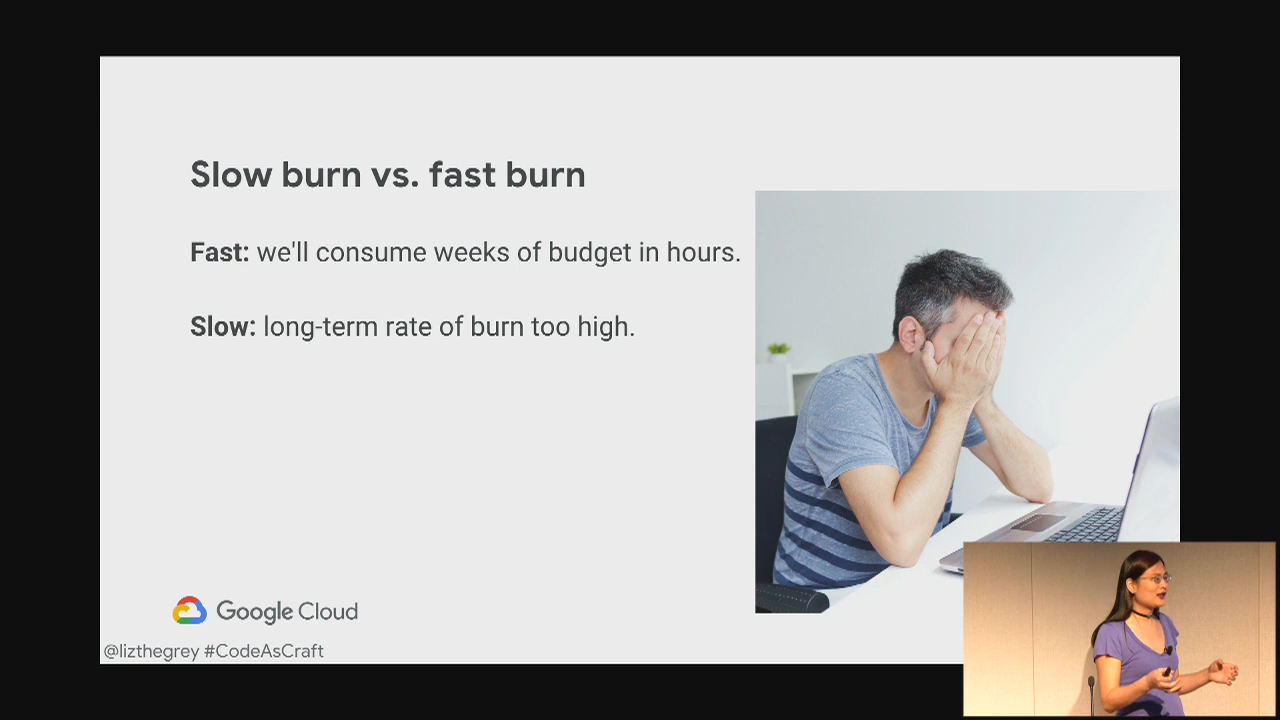 Slow burn vs. fast burn
Fast: we'll consume weeks of budget in hours.
Slow: long-term rate of burn too high.
Google Cloud
@lizthegrey #CodeAsCraft